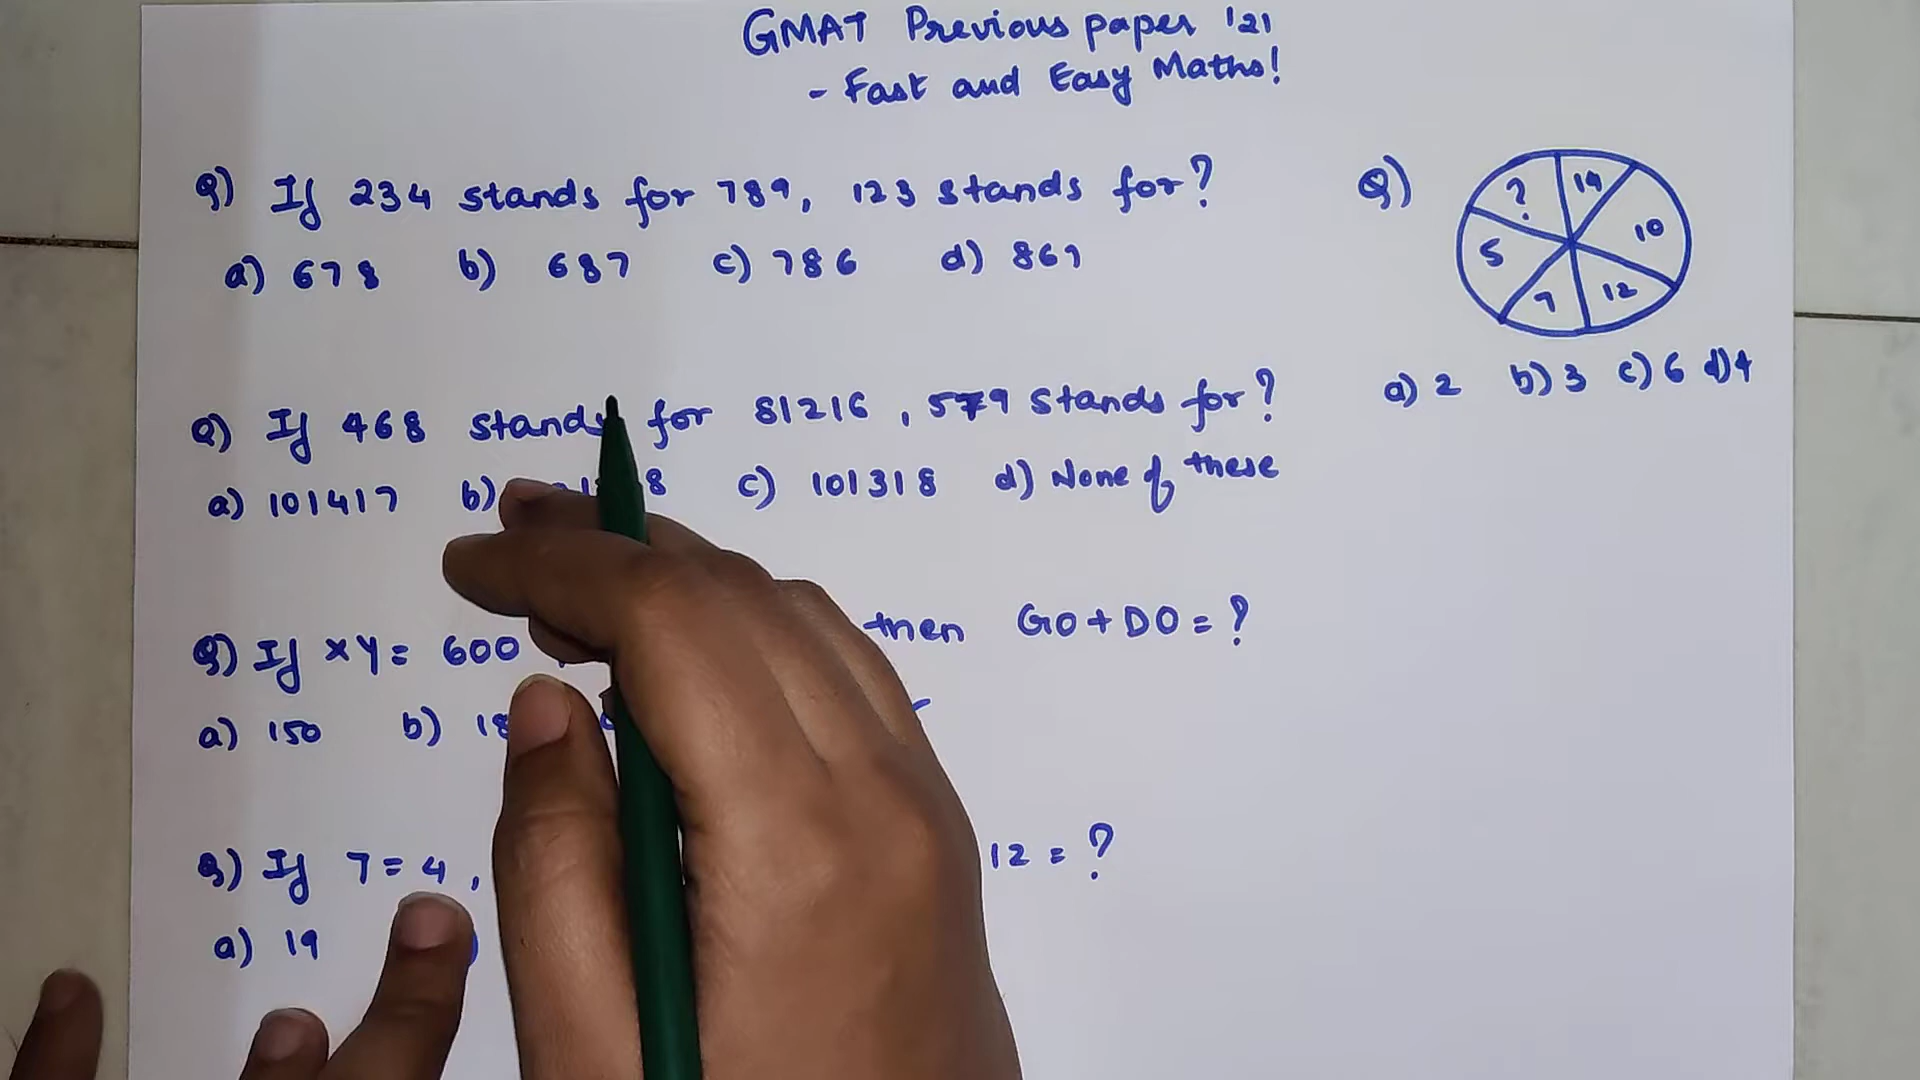 GMAT Previous paper '21
- Fast and Easy Maths!
Q) If 234 stands for 789, 123 stands for?
a) 678 b) 687 c) 786 d) 869
Q) If 468 stands for 81216, 579 stands for?
a) 101417 b) 8 c) 101318 d) None of these
Q) If XY = 600 then GO+DO = ?
a) 150 b)
Q) If 7=4, 12 = ?
a) 19
Q)
? 14
5 10
7 12
a) 2 b) 3 c) 6 d) 4